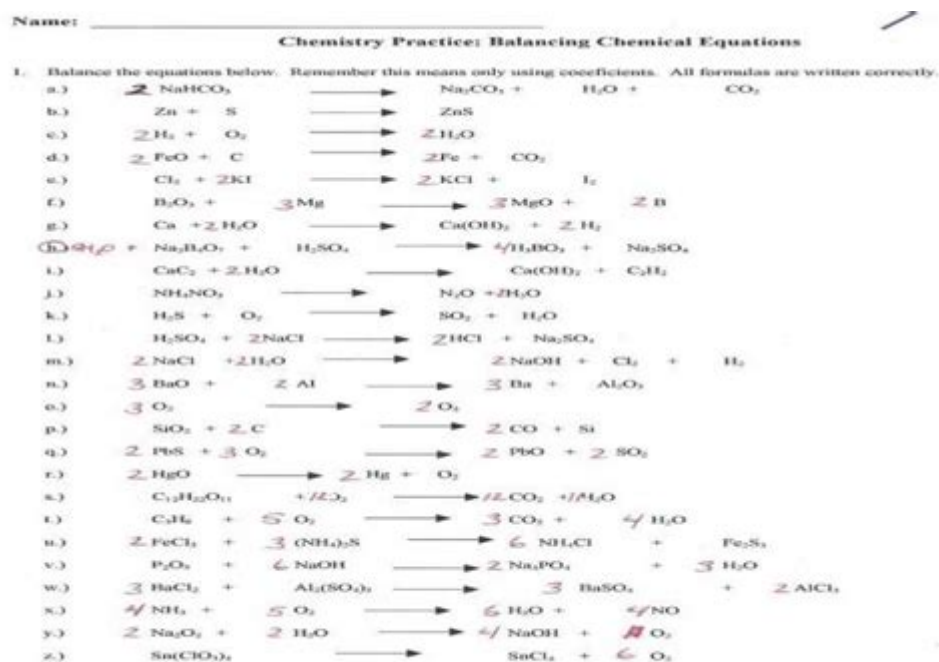 Name: ____________
Chemistry Practice: Balancing Chemical Equations
1. Balance the equations below. Remember this means only using coeeficients. All formulas are written correctly.
a.) 2 NaHCO₃ → Na₂CO₃ + H₂O + CO₂
b.) Zn + S → ZnS
c.) 2 H₂ + O₂ → 2 H₂O
d.) 2 FeO + C → 2 Fe + CO₂
e.) Cl₂ + 2 KI → 2 KCl + I₂
f.) B₂O₃ + 3 Mg → 3 MgO + 2 B
g.) Ca + 2 H₂O → Ca(OH)₂ + 2 H₂
h.) H₂O + Na₂B₄O₇ + H₂SO₄ → 4 H₃BO₃ + Na₂SO₄
i.) CaC₂ + 2 H₂O → Ca(OH)₂ + C₂H₂
j.) NH₄NO₃ → N₂O + 2H₂O
k.) H₂S + O₂ → SO₂ + H₂O
l.) H₂SO₄ + 2 NaCl → 2 HCl + Na₂SO₄
m.) 2 NaCl + 2 H₂O → 2 NaOH + Cl₂ + H₂
n.) 3 BaO + 2 Al → 3 Ba + Al₂O₃
o.) 3 O₂ → 2 O₃
p.) SiO₂ + 2 C → 2 CO + Si
q.) 2 PbS + 3 O₂ → 2 PbO + 2 SO₂
r.) 2 HgO → 2 Hg + O₂
s.) C₁₂H₂₂O₁₁ + 12 O₂ → 12 CO₂ + 11 H₂O
t.) C₃H₈ + 5 O₂ → 3 CO₂ + 4 H₂O
u.) 2 FeCl₃ + 3 (NH₄)₂S → 6 NH₄Cl + Fe₂S₃
v.) P₂O₅ + 6 NaOH → 2 Na₃PO₄ + 3 H₂O
w.) 3 BaCl₂ + Al₂(SO₄)₃ → 3 BaSO₄ + 2 AlCl₃
x.) 4 NH₃ + 5 O₂ → 6 H₂O + 4 NO
y.) 2 Na₂O₂ + 2 H₂O → 4 NaOH + O₂
z.) Sn(ClO₃)₄ → SnCl₄ + 6 O₂